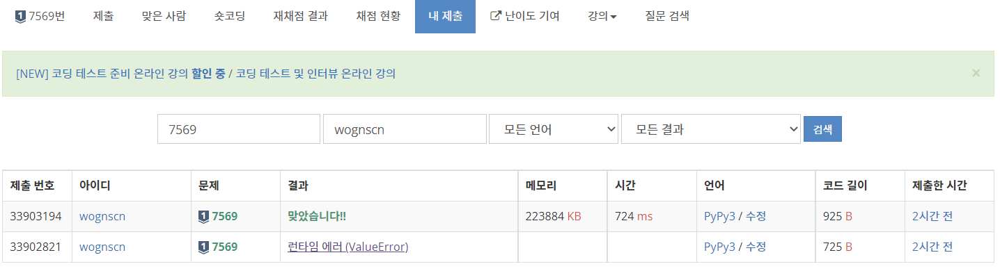 1 7569번 제출 맞은 사람 숏코딩 재채점 결과 채점 현황 내 제출 난이도 기여 강의 질문 검색
[NEW] 코딩 테스트 준비 온라인 강의 할인 중 / 코딩 테스트 및 인터뷰 온라인 강의 ×
7569 wognscn 모든 언어 모든 결과 검색
제출 번호 아이디 문제 결과 메모리 시간 언어 코드 길이 제출한 시간
33903194 wognscn 1 7569 맞았습니다!! 223884 KB 724 ms PyPy3 / 수정 925 B 2시간 전
33902821 wognscn 1 7569 런타임 에러 (ValueError) PyPy3 / 수정 725 B 2시간 전